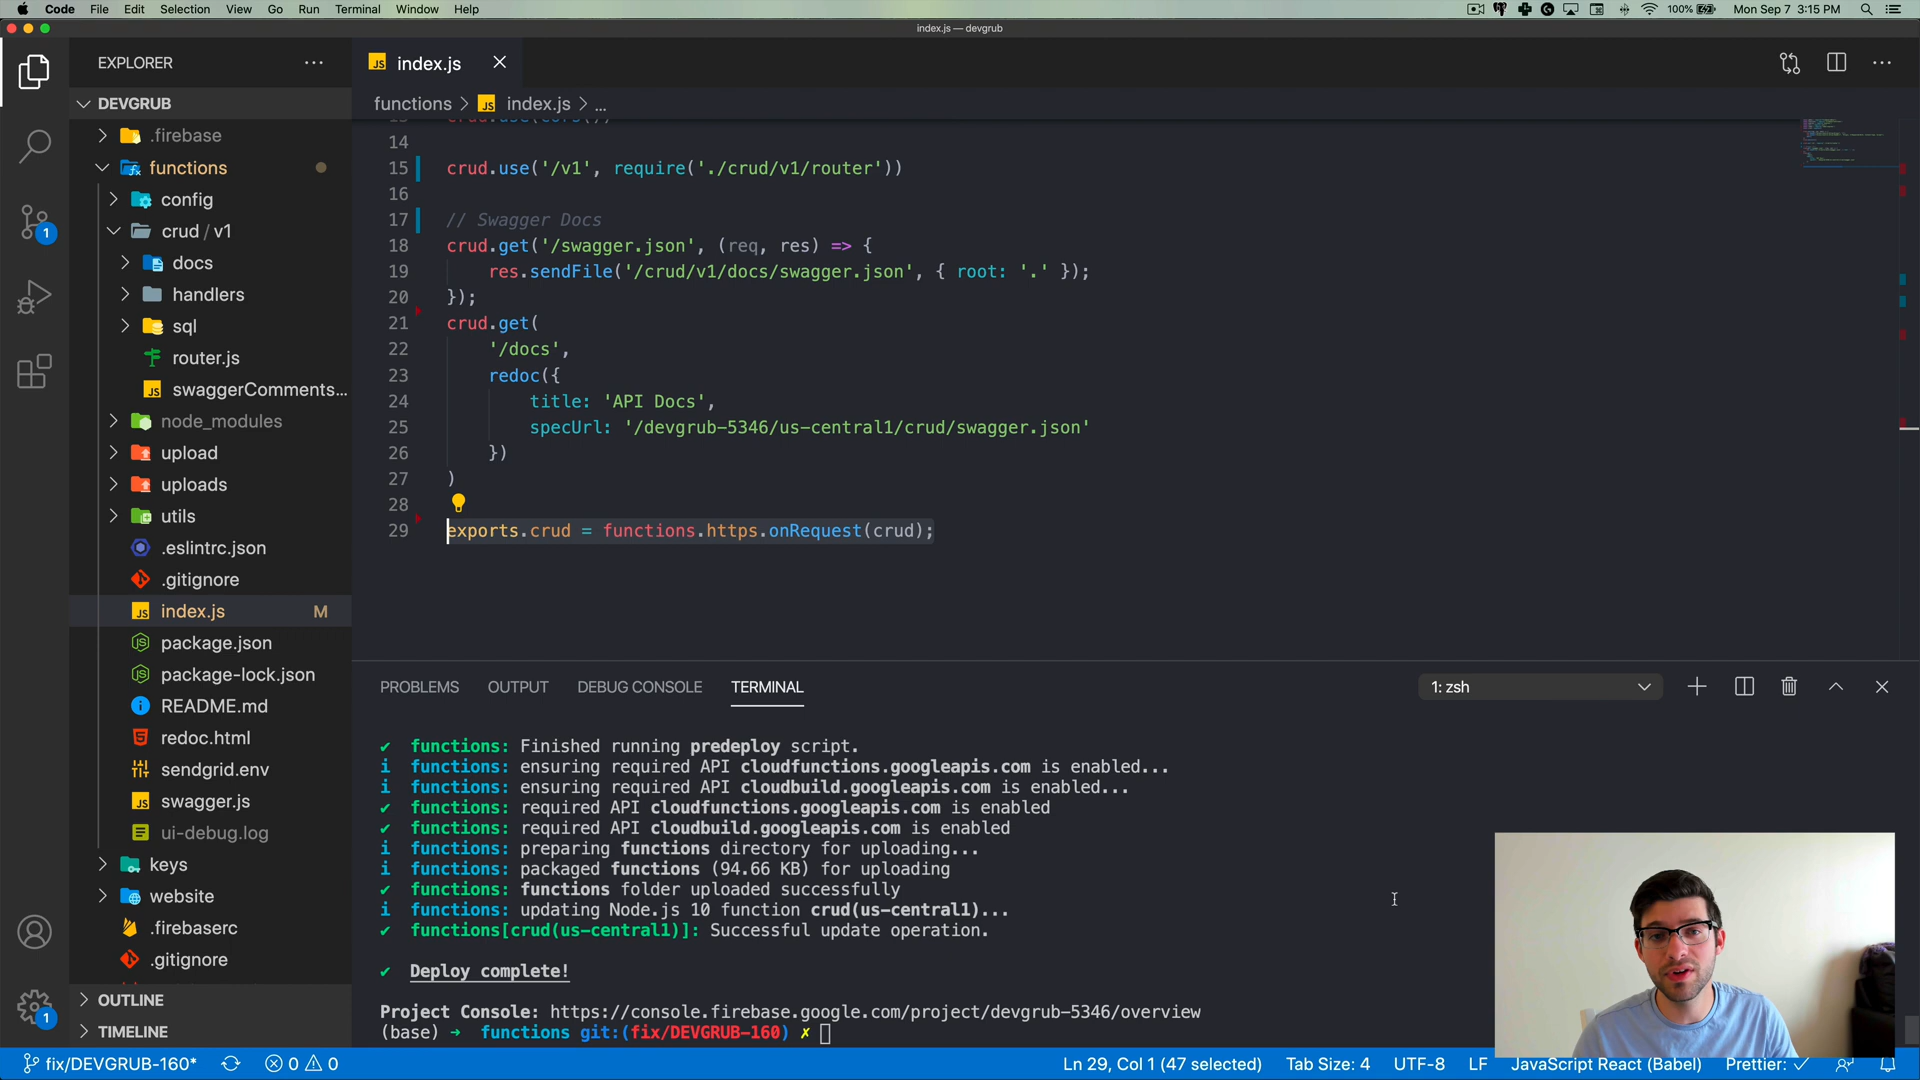 Code File Edit Selection View Go Run Terminal Window Help
100% Mon Sep 7 3:15 PM
index.js — devgrub
EXPLORER
DEVGRUB
.firebase
functions
config
crud / v1
docs
handlers
sql
router.js
swaggerComments...
node_modules
upload
uploads
utils
.eslintrc.json
.gitignore
index.js M
package.json
package-lock.json
README.md
redoc.html
sendgrid.env
swagger.js
ui-debug.log
keys
website
.firebaserc
.gitignore
OUTLINE
TIMELINE
JS index.js
functions > JS index.js > ...
13 crud.use(cors())
14
15 crud.use('/v1', require('./crud/v1/router'))
16
17 // Swagger Docs
18 crud.get('/swagger.json', (req, res) => {
19 res.sendFile('/crud/v1/docs/swagger.json', { root: '.' });
20 });
21 crud.get(
22 '/docs',
23 redoc({
24 title: 'API Docs',
25 specUrl: '/devgrub-5346/us-central1/crud/swagger.json'
26 })
27 )
28
29 exports.crud = functions.https.onRequest(crud);
PROBLEMS OUTPUT DEBUG CONSOLE TERMINAL 1: zsh
✔ functions: Finished running predeploy script.
i functions: ensuring required API cloudfunctions.googleapis.com is enabled...
i functions: ensuring required API cloudbuild.googleapis.com is enabled...
✔ functions: required API cloudfunctions.googleapis.com is enabled
✔ functions: required API cloudbuild.googleapis.com is enabled
i functions: preparing functions directory for uploading...
i functions: packaged functions (94.66 KB) for uploading
✔ functions: functions folder uploaded successfully
i functions: updating Node.js 10 function crud(us-central1)...
✔ functions[crud(us-central1)]: Successful update operation.
✔ Deploy complete!
Project Console: https://console.firebase.google.com/project/devgrub-5346/overview
(base) ➜ functions git:(fix/DEVGRUB-160) ✗
1
1
fix/DEVGRUB-160* 0 0 Ln 29, Col 1 (47 selected) Tab Size: 4 UTF-8 LF JavaScript React (Babel) Prettier: ✓